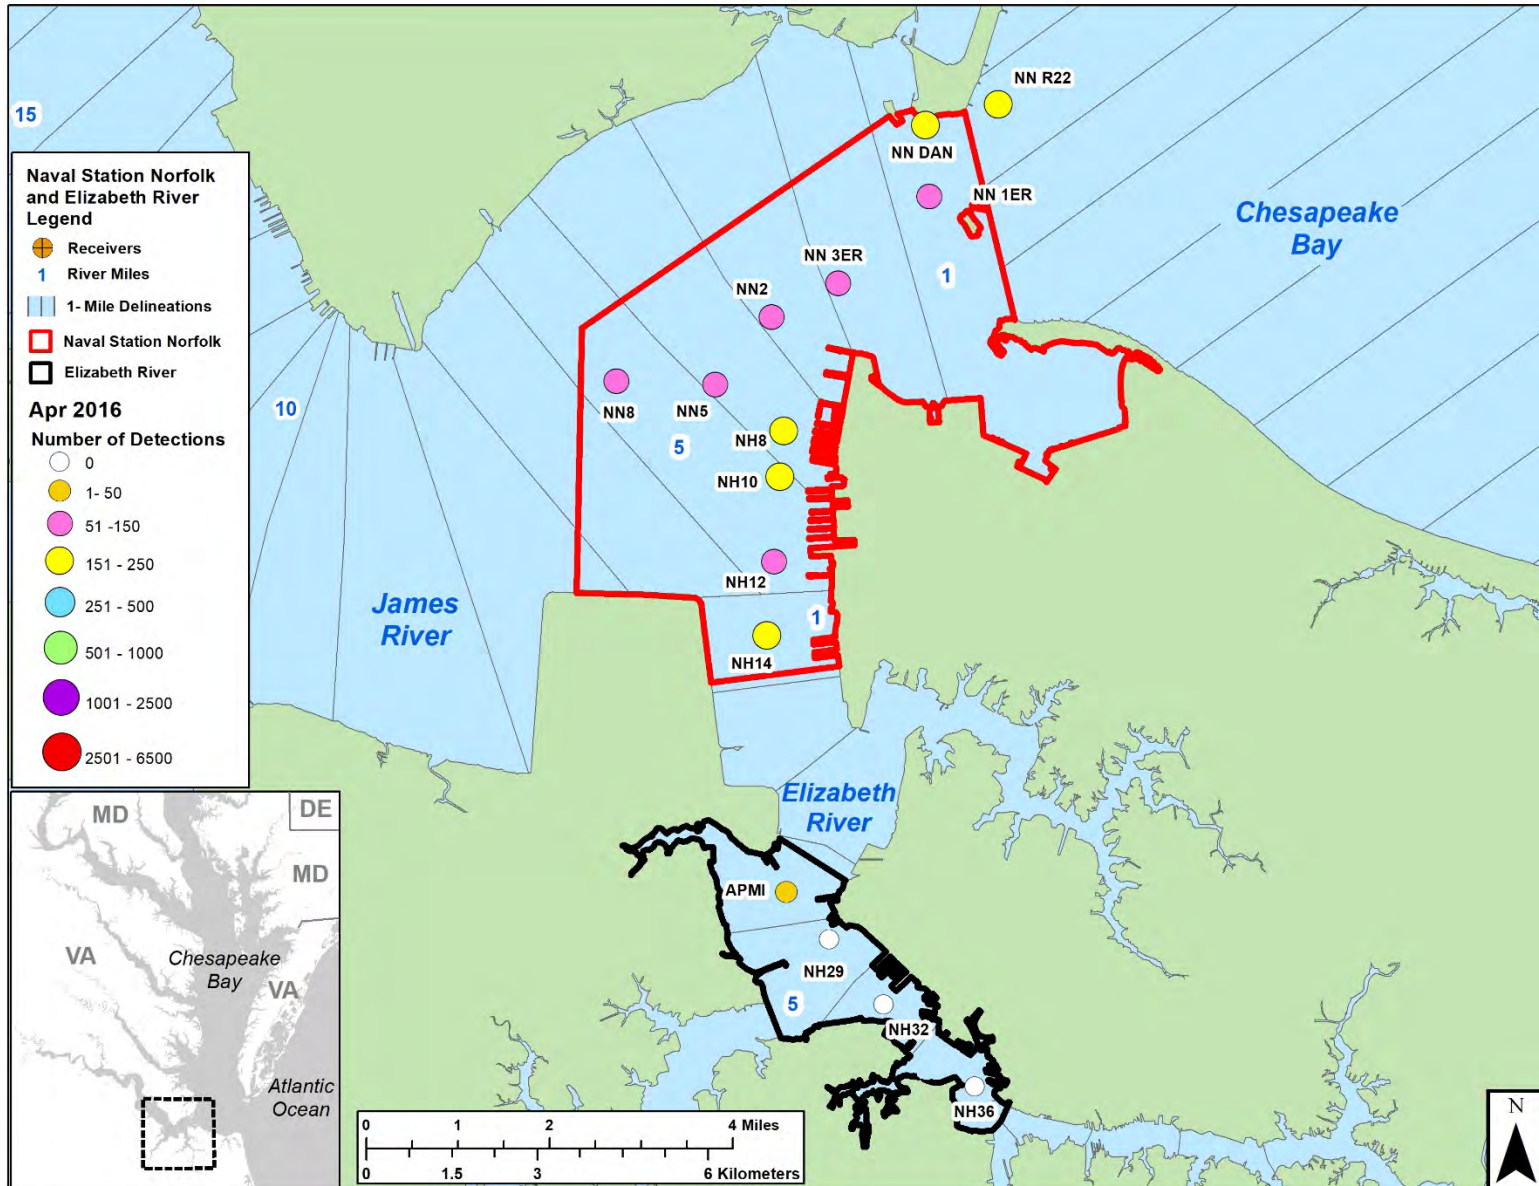 NN R22
15
NN DAN
Naval Station Norfolk
and Elizabeth River
Legend
Receivers
1 River Miles
1- Mile Delineations
Naval Station Norfolk
Elizabeth River
Apr 2016
Number of Detections
0
1- 50
51 -150
151 - 250
251 - 500
501 - 1000
1001 - 2500
2501 - 6500
NN 1ER
Chesapeake
Bay
NN 3ER
1
NN2
NN8
NN5
10
NH8
5
NH10
NH12
James
River
1
NH14
Elizabeth
River
APMI
NH29
5
NH32
NH36
MD
DE
MD
VA
Chesapeake
Bay
VA
Atlantic
Ocean
0 1 2 4 Miles
0 1.5 3 6 Kilometers
N